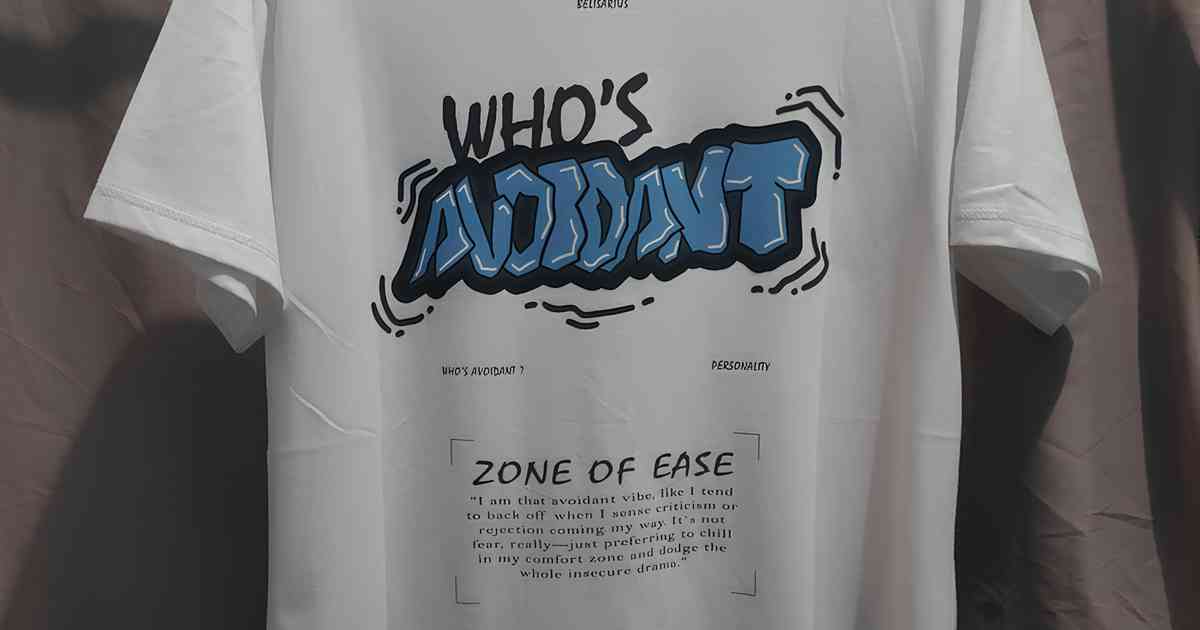 BELISARIUS
WHO'S
AVOIDANT
WHO'S AVOIDANT ?
PERSONALITY
ZONE OF EASE
"I am that avoidant vibe, like I tend
to back off when I sense criticism or
rejection coming my way. It's not
fear, really—just preferring to chill
in my comfort zone and dodge the
whole insecure drama."